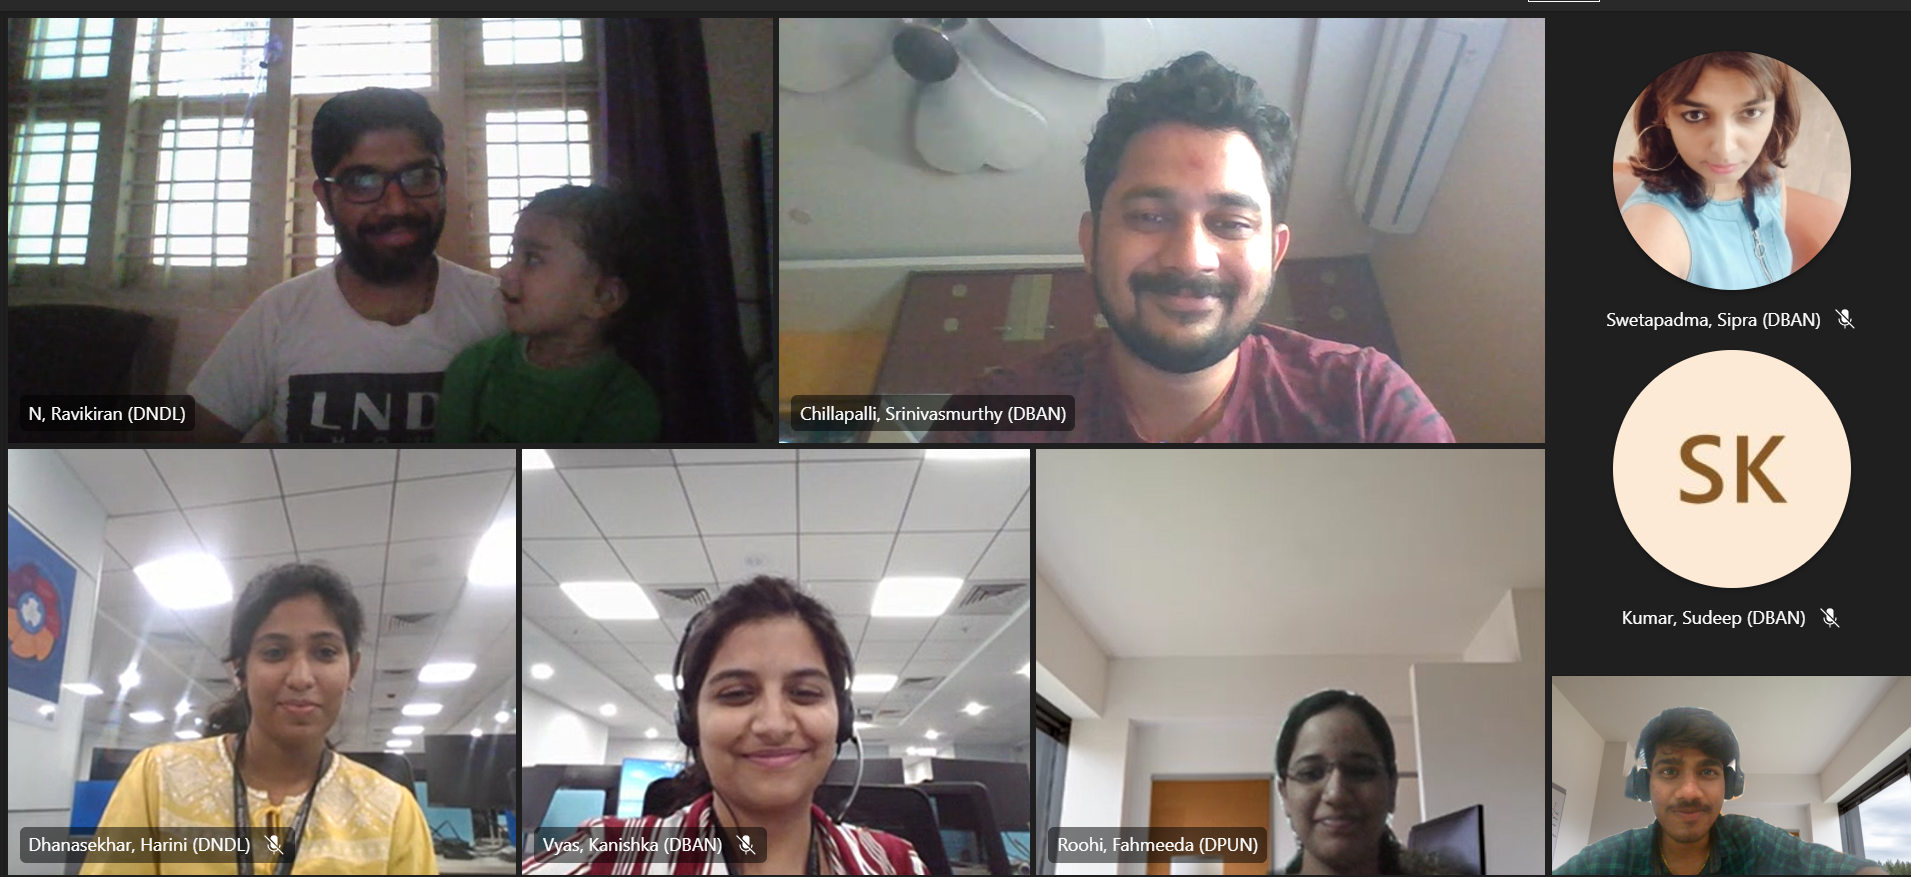 N, Ravikiran (DNDL)
Chillapalli, Srinivasmurthy (DBAN)
Swetapadma, Sipra (DBAN)
LND
SK
Kumar, Sudeep (DBAN)
Dhanasekhar, Harini (DNDL)
Vyas, Kanishka (DBAN)
Roohi, Fahmeeda (DPUN)